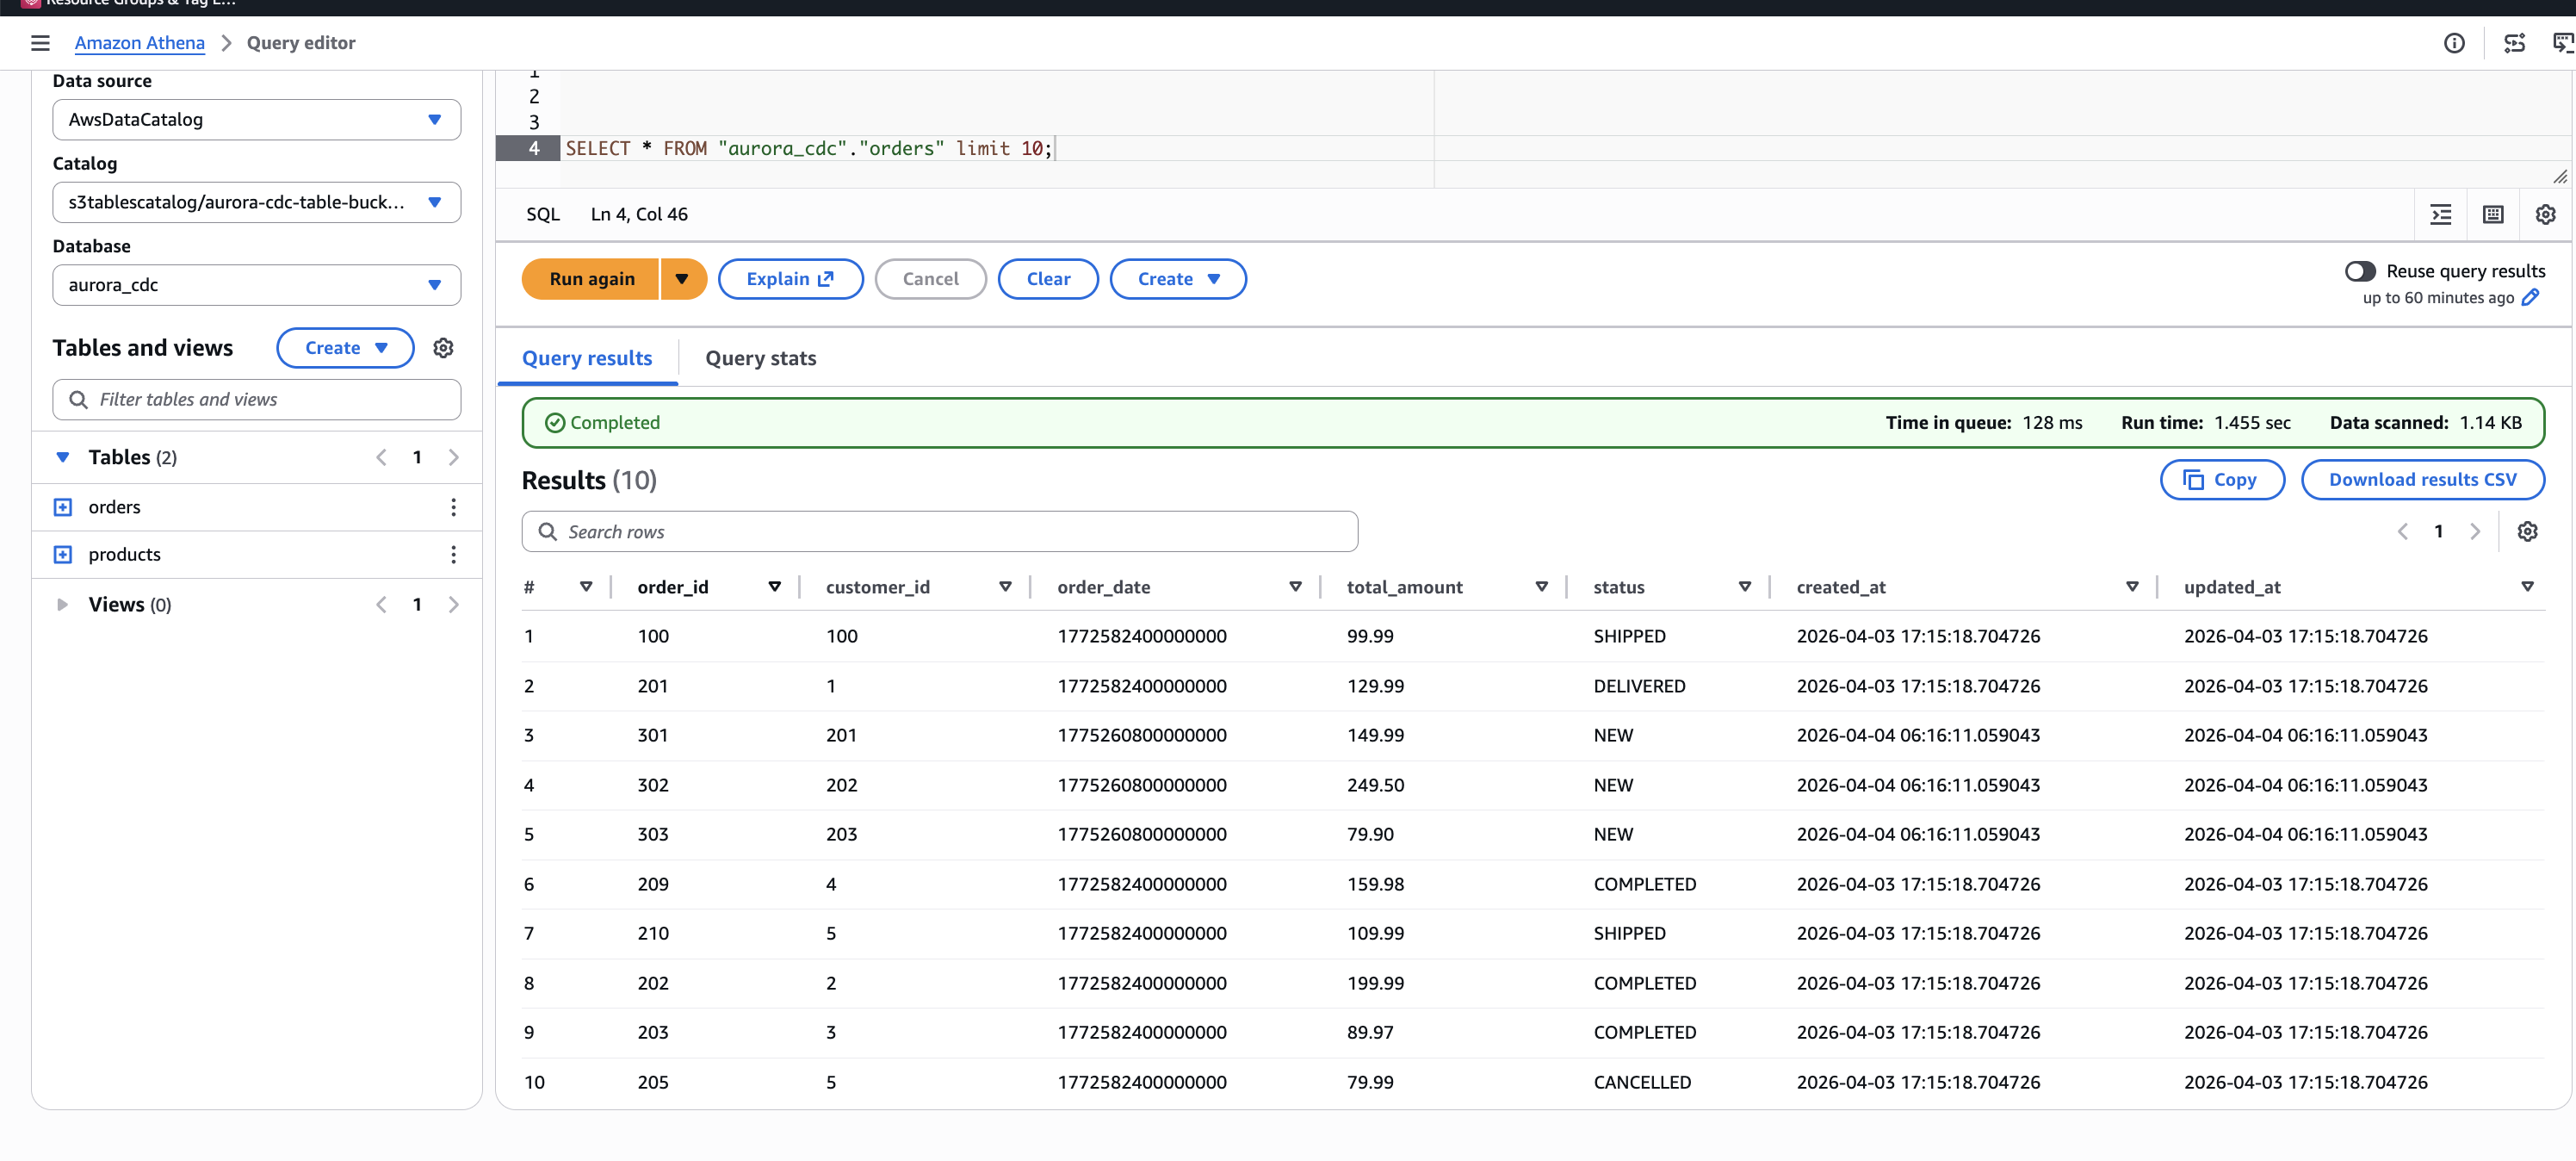 Resource Groups & Tag E...
Amazon Athena > Query editor
Data source
AwsDataCatalog
Catalog
s3tablescatalog/aurora-cdc-table-buck...
Database
aurora_cdc
Tables and views
Create
Filter tables and views
Tables (2)
1
orders
products
Views (0)
1
1
2
3
4 SELECT * FROM "aurora_cdc"."orders" limit 10;
SQL Ln 4, Col 46
Run again Explain Cancel Clear Create
Reuse query results
up to 60 minutes ago
Query results Query stats
Completed Time in queue: 128 ms Run time: 1.455 sec Data scanned: 1.14 KB
Results (10) Copy Download results CSV
Search rows 1
# order_id customer_id order_date total_amount status created_at updated_at
1 100 100 1772582400000000 99.99 SHIPPED 2026-04-03 17:15:18.704726 2026-04-03 17:15:18.704726
2 201 1 1772582400000000 129.99 DELIVERED 2026-04-03 17:15:18.704726 2026-04-03 17:15:18.704726
3 301 201 1775260800000000 149.99 NEW 2026-04-04 06:16:11.059043 2026-04-04 06:16:11.059043
4 302 202 1775260800000000 249.50 NEW 2026-04-04 06:16:11.059043 2026-04-04 06:16:11.059043
5 303 203 1775260800000000 79.90 NEW 2026-04-04 06:16:11.059043 2026-04-04 06:16:11.059043
6 209 4 1772582400000000 159.98 COMPLETED 2026-04-03 17:15:18.704726 2026-04-03 17:15:18.704726
7 210 5 1772582400000000 109.99 SHIPPED 2026-04-03 17:15:18.704726 2026-04-03 17:15:18.704726
8 202 2 1772582400000000 199.99 COMPLETED 2026-04-03 17:15:18.704726 2026-04-03 17:15:18.704726
9 203 3 1772582400000000 89.97 COMPLETED 2026-04-03 17:15:18.704726 2026-04-03 17:15:18.704726
10 205 5 1772582400000000 79.99 CANCELLED 2026-04-03 17:15:18.704726 2026-04-03 17:15:18.704726